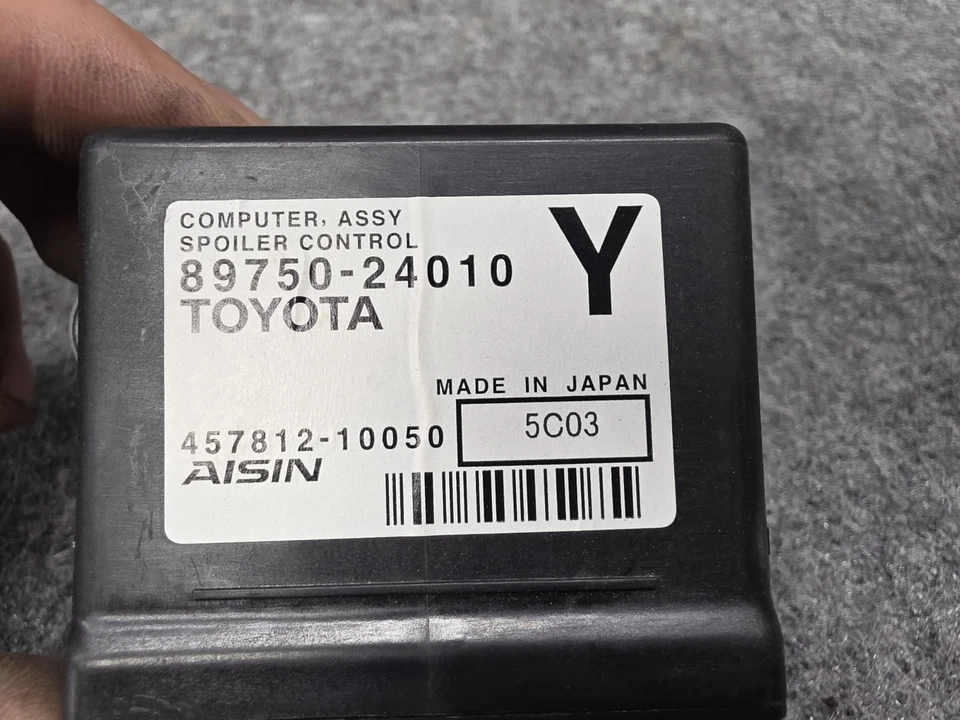 COMPUTER, ASSY
SPOILER CONTROL
89750-24010
TOYOTA
Y
MADE IN JAPAN
457812-10050
5C03
AISIN